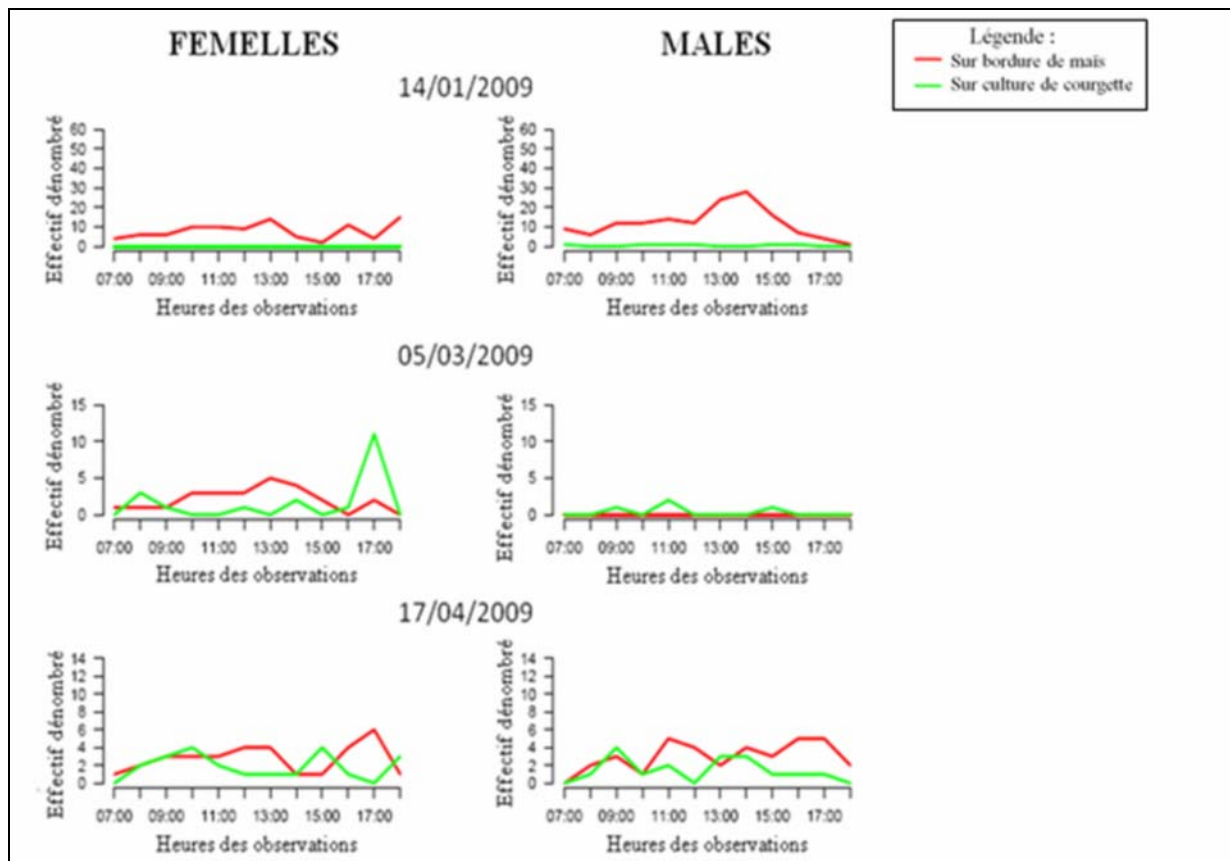 FEMELLES
MALES
Légende :
Sur bordure de maïs
Sur culture de courgette
14/01/2009
Effectif dénombré
60
50
40
30
20
10
0
07:00 09:00 11:00 13:00 15:00 17:00
Heures des observations
Effectif dénombré
60
50
40
30
20
10
0
07:00 09:00 11:00 13:00 15:00 17:00
Heures des observations
05/03/2009
Effectif dénombré
15
10
5
0
07:00 09:00 11:00 13:00 15:00 17:00
Heures des observations
Effectif dénombré
15
10
5
0
07:00 09:00 11:00 13:00 15:00 17:00
Heures des observations
17/04/2009
Effectif dénombré
14
12
10
8
6
4
2
0
07:00 09:00 11:00 13:00 15:00 17:00
Heures des observations
Effectif dénombré
14
12
10
8
6
4
2
0
07:00 09:00 11:00 13:00 15:00 17:00
Heures des observations